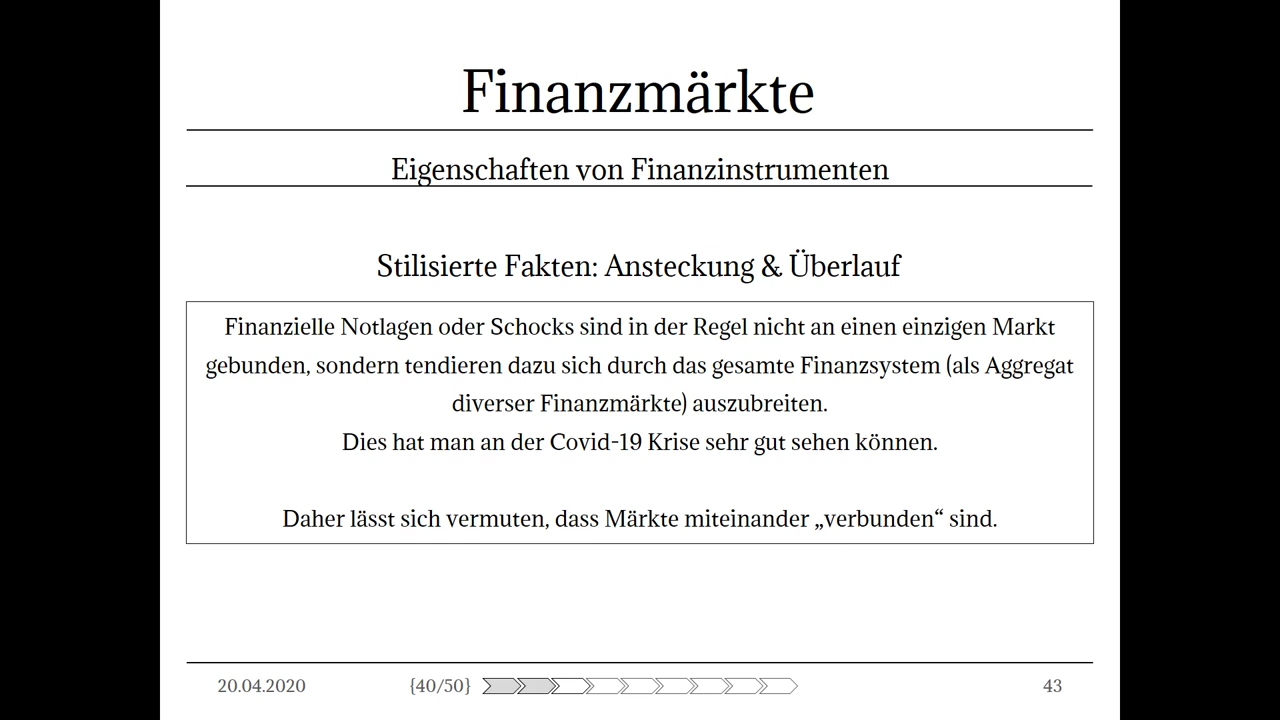 Finanzmärkte
Eigenschaften von Finanzinstrumenten
Stilisierte Fakten: Ansteckung & Überlauf
Finanzielle Notlagen oder Schocks sind in der Regel nicht an einen einzigen Markt
gebunden, sondern tendieren dazu sich durch das gesamte Finanzsystem (als Aggregat
diverser Finanzmärkte) auszubreiten.
Dies hat man an der Covid-19 Krise sehr gut sehen können.
Daher lässt sich vermuten, dass Märkte miteinander „verbunden“ sind.
20.04.2020 {40/50} 43